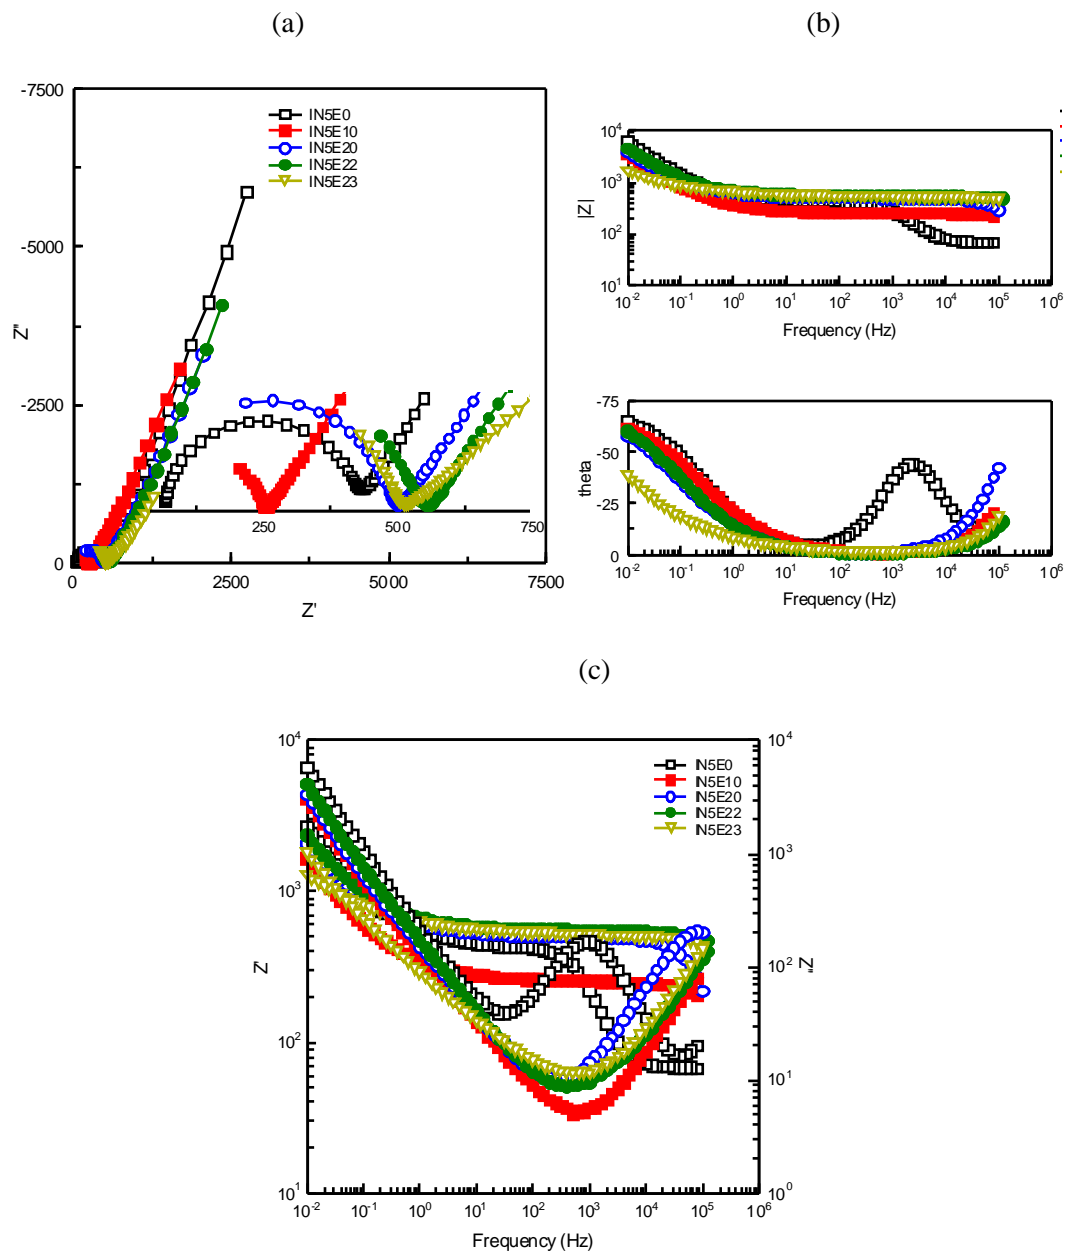 (a)
(b)
-7500
-5000
-2500
0
Z''
IN5E0
IN5E10
IN5E20
IN5E22
IN5E23
250
500
750
0
2500
5000
7500
Z'
10^4
10^3
10^2
10^1
|Z|
10^-2
10^-1
10^0
10^1
10^2
10^3
10^4
10^5
10^6
Frequency (Hz)
-75
-50
-25
0
theta
10^-2
10^-1
10^0
10^1
10^2
10^3
10^4
10^5
10^6
Frequency (Hz)
(c)
10^4
10^3
10^2
10^1
Z'
IN5E0
IN5E10
IN5E20
IN5E22
IN5E23
10^4
10^3
10^2
10^1
10^0
Z''
10^-2
10^-1
10^0
10^1
10^2
10^3
10^4
10^5
10^6
Frequency (Hz)